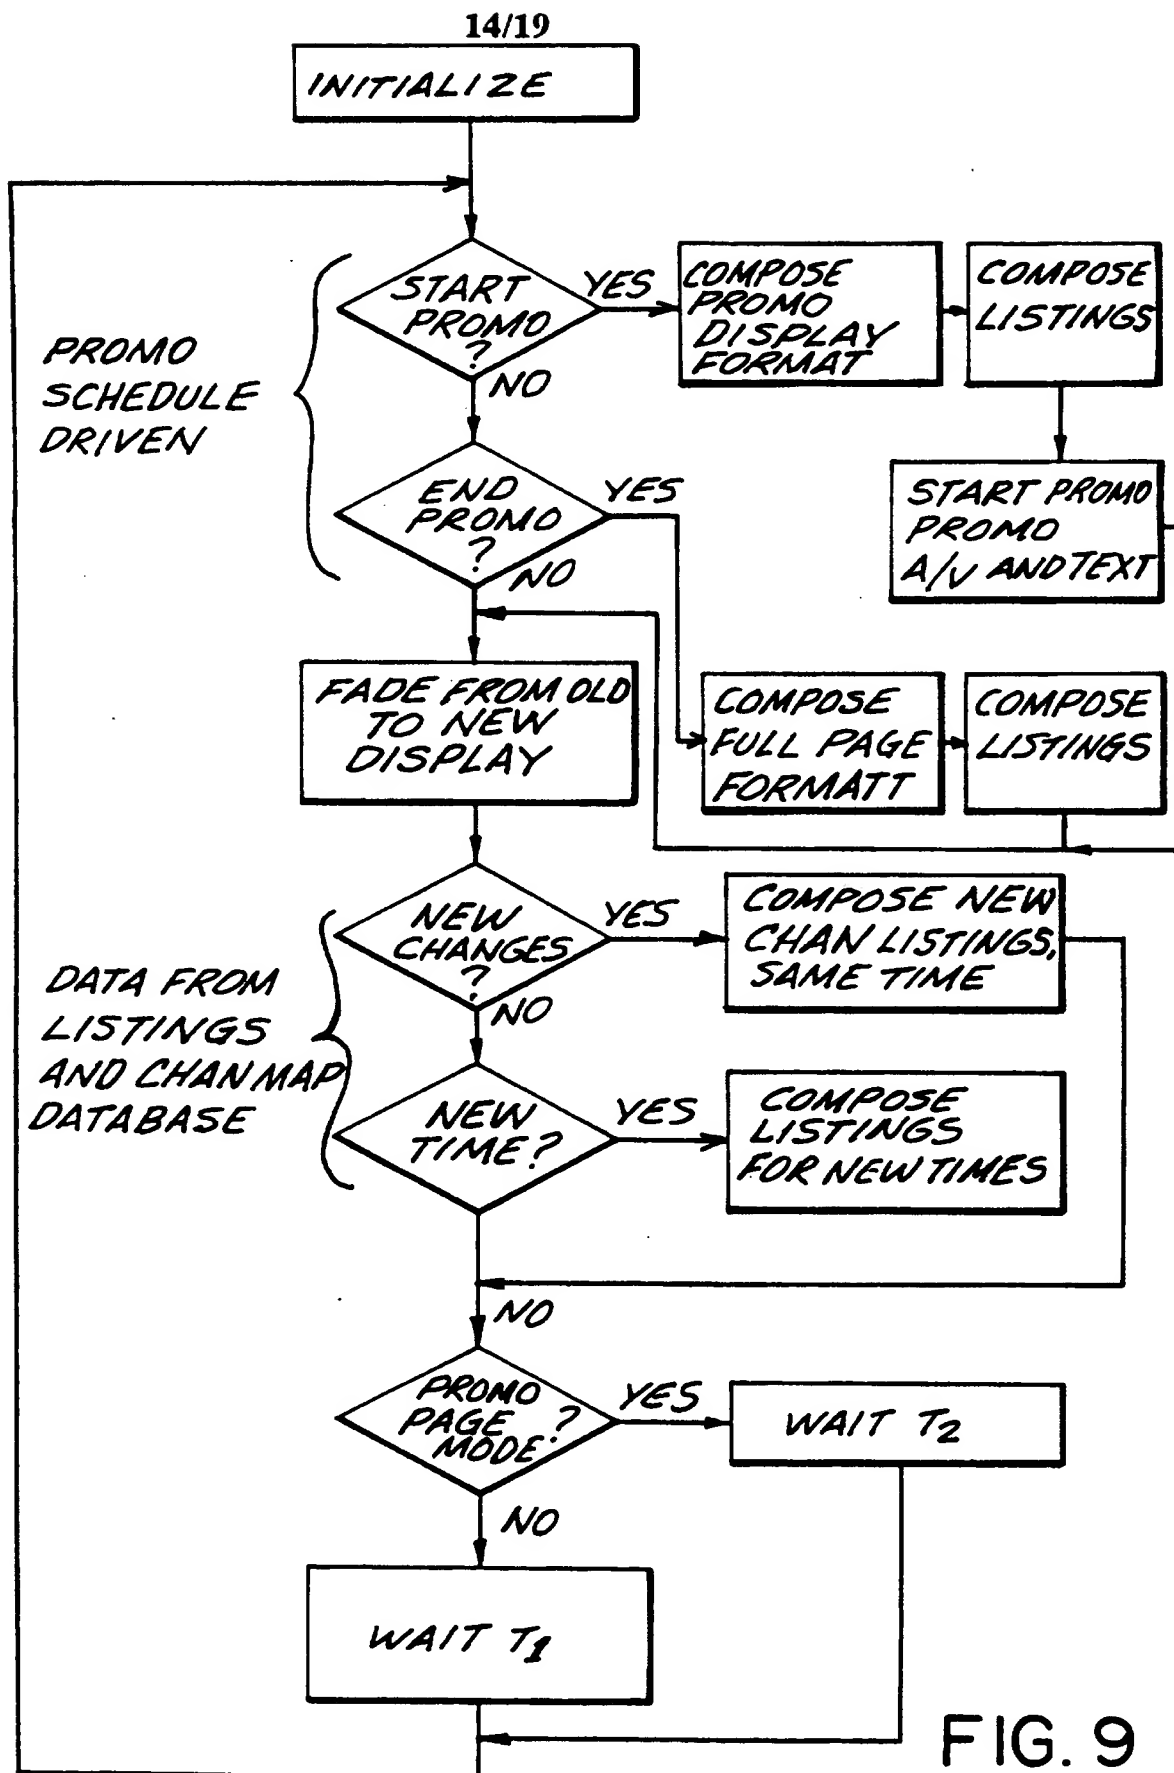 14/19
INITIALIZE
START
PROMO
?
YES
NO
COMPOSE
PROMO
DISPLAY
FORMAT
COMPOSE
LISTINGS
PROMO
SCHEDULE
DRIVEN
END
PROMO
?
YES
NO
START PROMO
PROMO
A/V AND TEXT
FADE FROM OLD
TO NEW
DISPLAY
COMPOSE
FULL PAGE
FORMATT
COMPOSE
LISTINGS
NEW
CHANGES
?
YES
NO
COMPOSE NEW
CHAN LISTINGS,
SAME TIME
DATA FROM
LISTINGS
AND CHAN MAP
DATABASE
NEW
TIME?
YES
COMPOSE
LISTINGS
FOR NEW TIMES
NO
PROMO
PAGE ?
MODE
YES
NO
WAIT T2
WAIT T1
FIG. 9